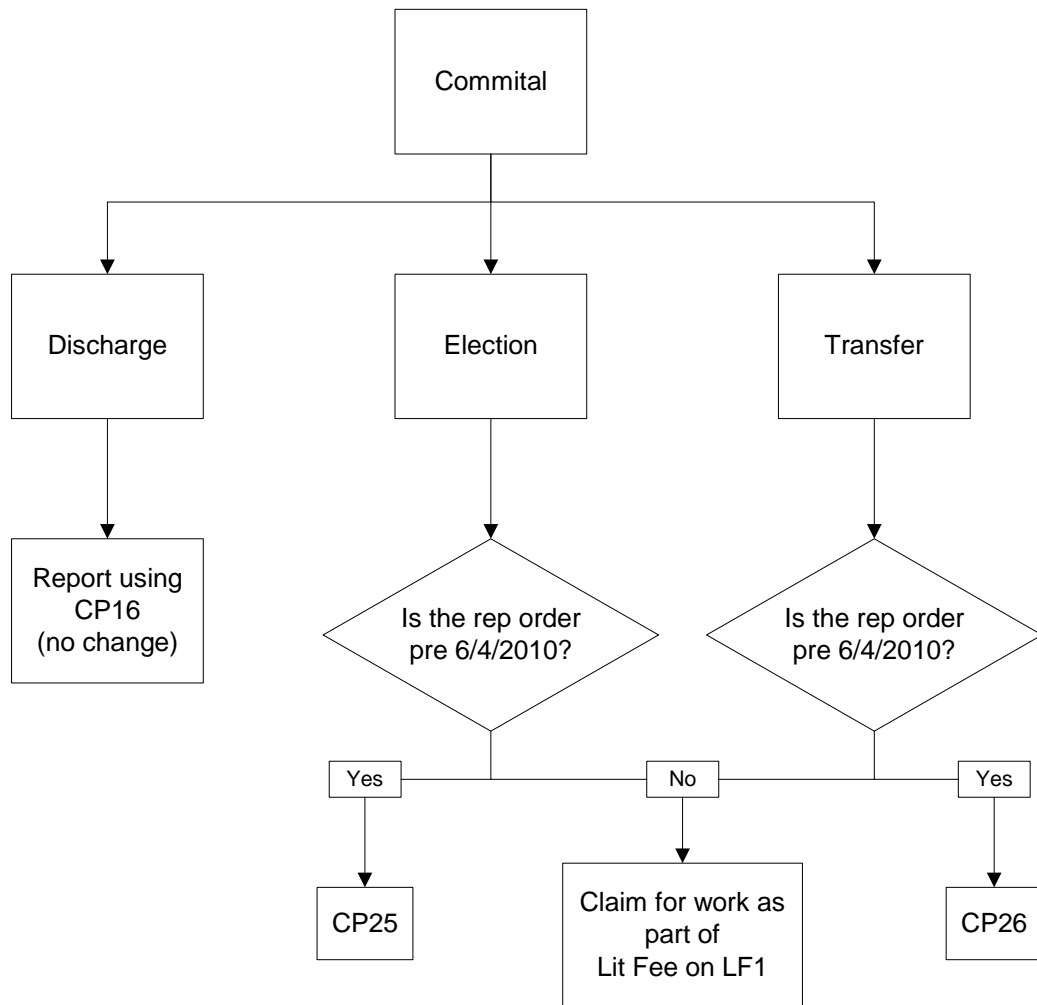 Commital
Discharge
Election
Transfer
Report using
CP16
(no change)
Is the rep order
pre 6/4/2010?
Is the rep order
pre 6/4/2010?
Yes
No
Yes
CP25
Claim for work as
part of
Lit Fee on LF1
CP26